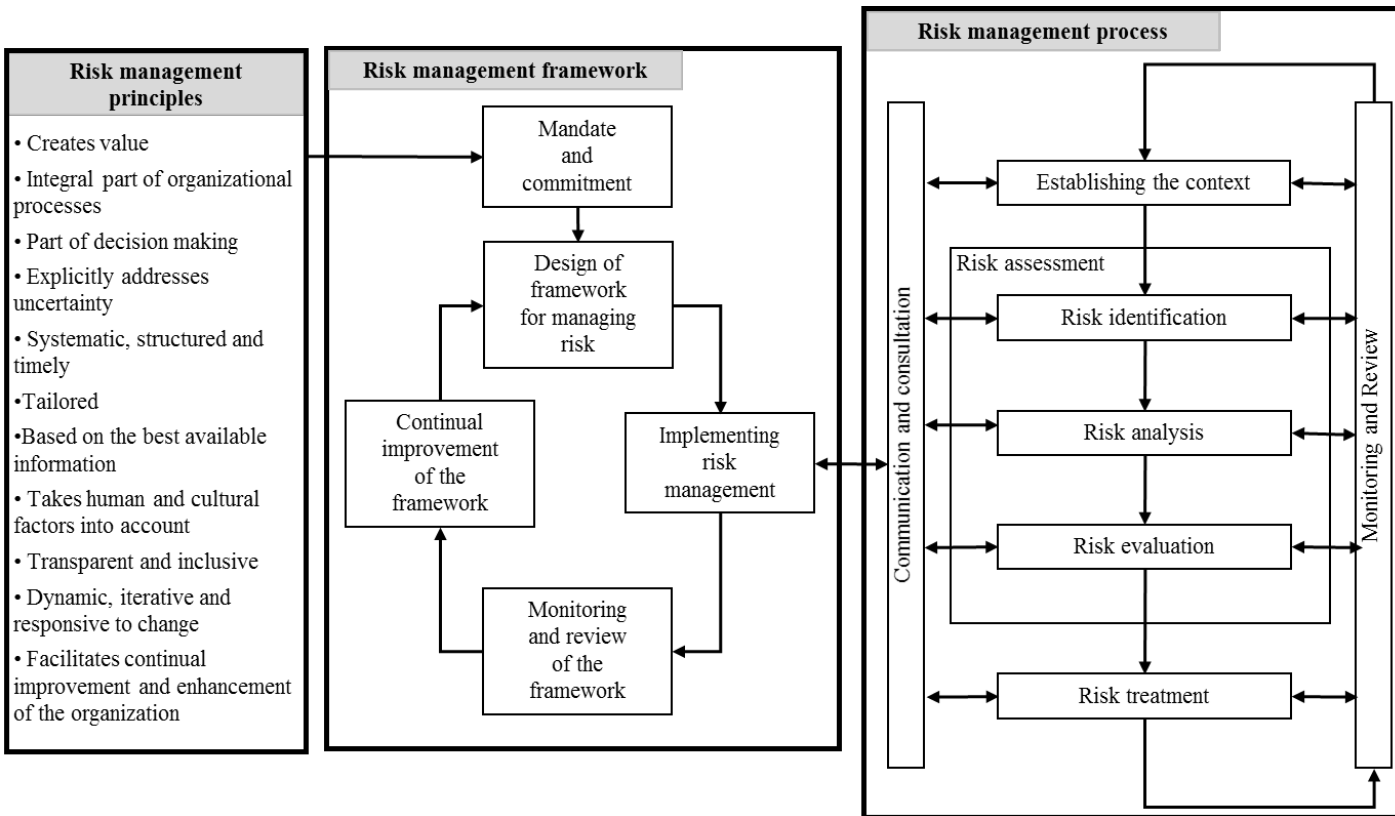 Risk management
principles
• Creates value
• Integral part of organizational
processes
• Part of decision making
• Explicitly addresses
uncertainty
• Systematic, structured and
timely
•Tailored
•Based on the best available
information
• Takes human and cultural
factors into account
• Transparent and inclusive
• Dynamic, iterative and
responsive to change
• Facilitates continual
improvement and enhancement
of the organization
Risk management framework
Mandate
and
commitment
Design of
framework
for managing
risk
Continual
improvement
of the
framework
Implementing
risk
management
Monitoring
and review
of the
framework
Risk management process
Communication and consultation
Establishing the context
Risk assessment
Risk identification
Risk analysis
Risk evaluation
Risk treatment
Monitoring and Review